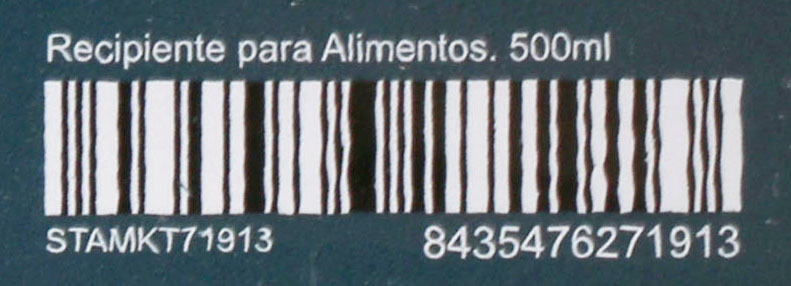 Recipiente para Alimentos. 500ml
STAMKT71913
8435476271913